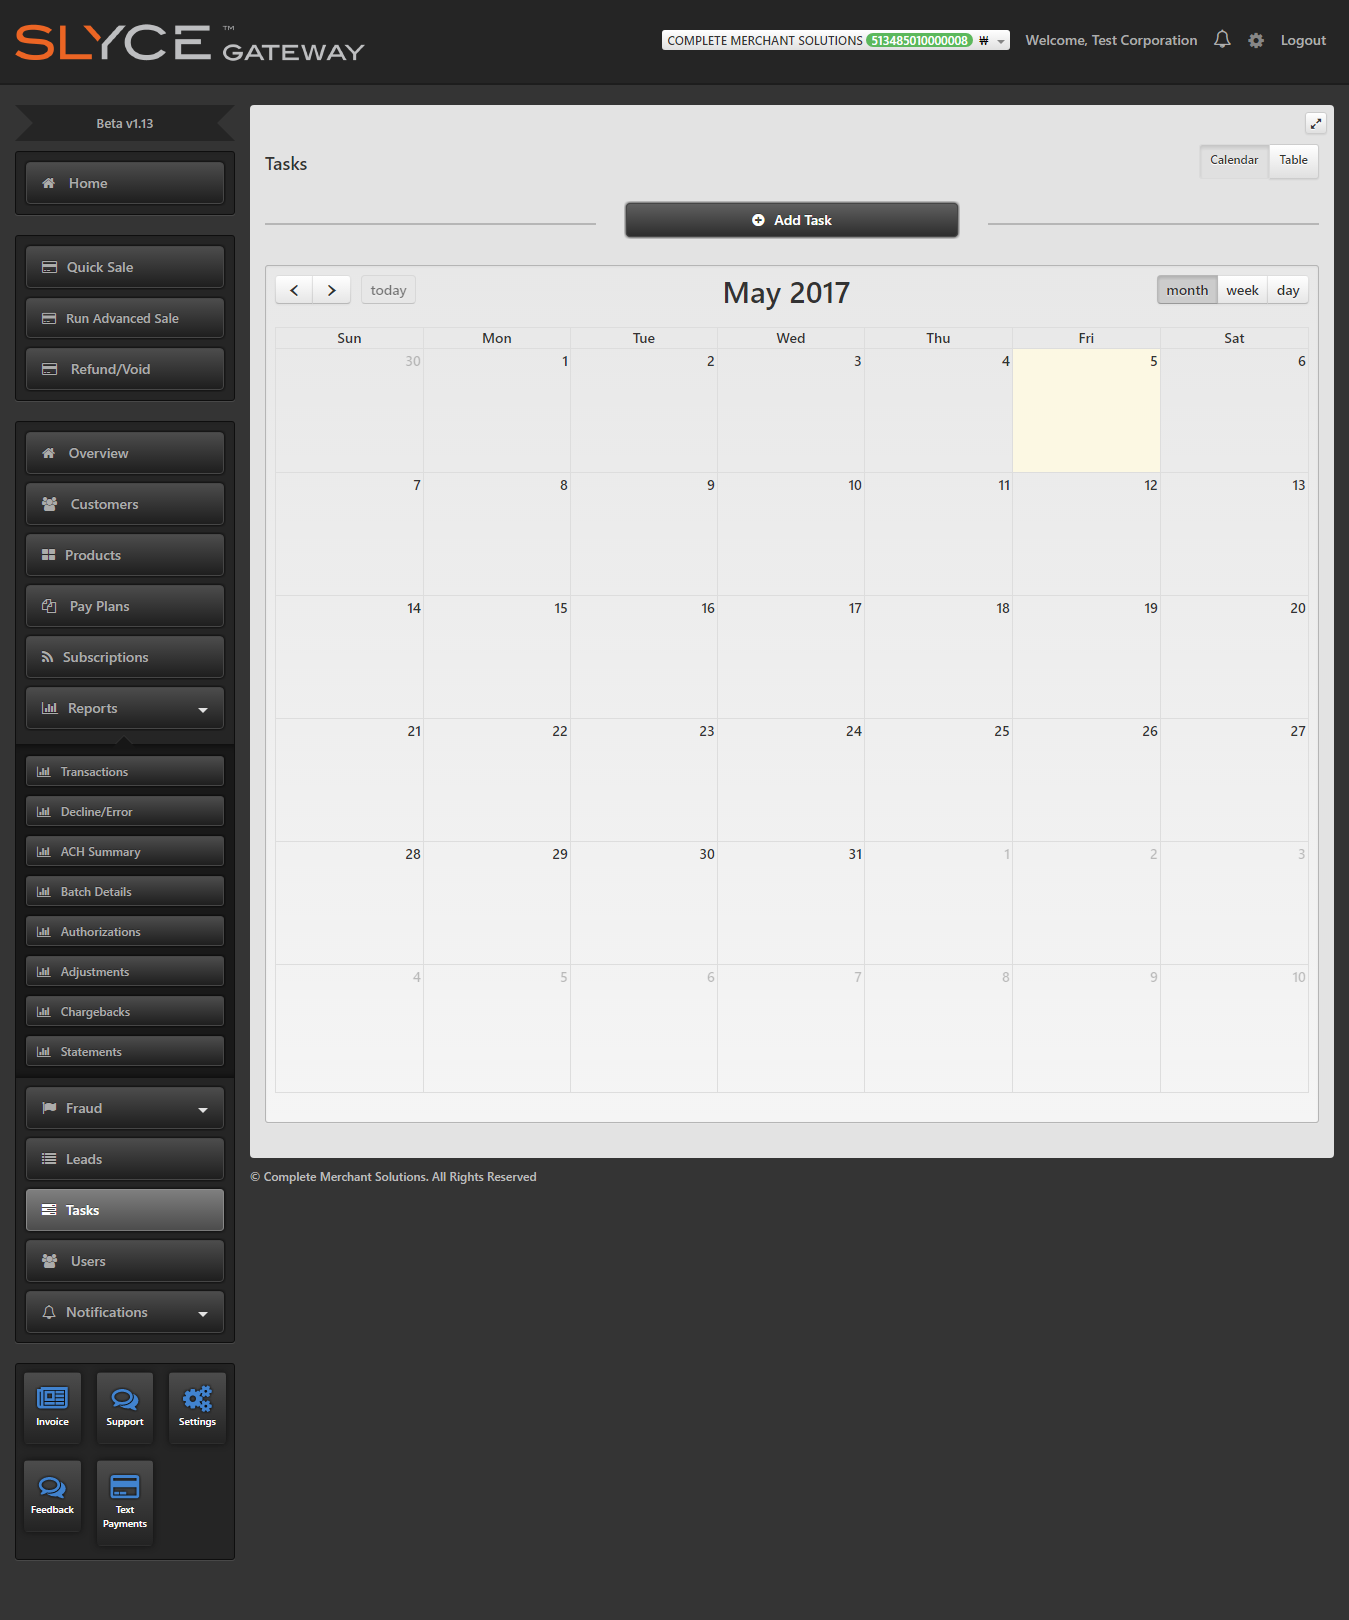 SLYCE ™ GATEWAY
COMPLETE MERCHANT SOLUTIONS 513485010000008 ₩
Welcome, Test Corporation
Logout
Beta v1.13
Home
Quick Sale
Run Advanced Sale
Refund/Void
Overview
Customers
Products
Pay Plans
Subscriptions
Reports
Transactions
Decline/Error
ACH Summary
Batch Details
Authorizations
Adjustments
Chargebacks
Statements
Fraud
Leads
Tasks
Users
Notifications
Invoice
Support
Settings
Feedback
Text
Payments
Tasks
Calendar Table
Add Task
today
May 2017
month week day
Sun Mon Tue Wed Thu Fri Sat
30 1 2 3 4 5 6
7 8 9 10 11 12 13
14 15 16 17 18 19 20
21 22 23 24 25 26 27
28 29 30 31 1 2 3
4 5 6 7 8 9 10
© Complete Merchant Solutions. All Rights Reserved